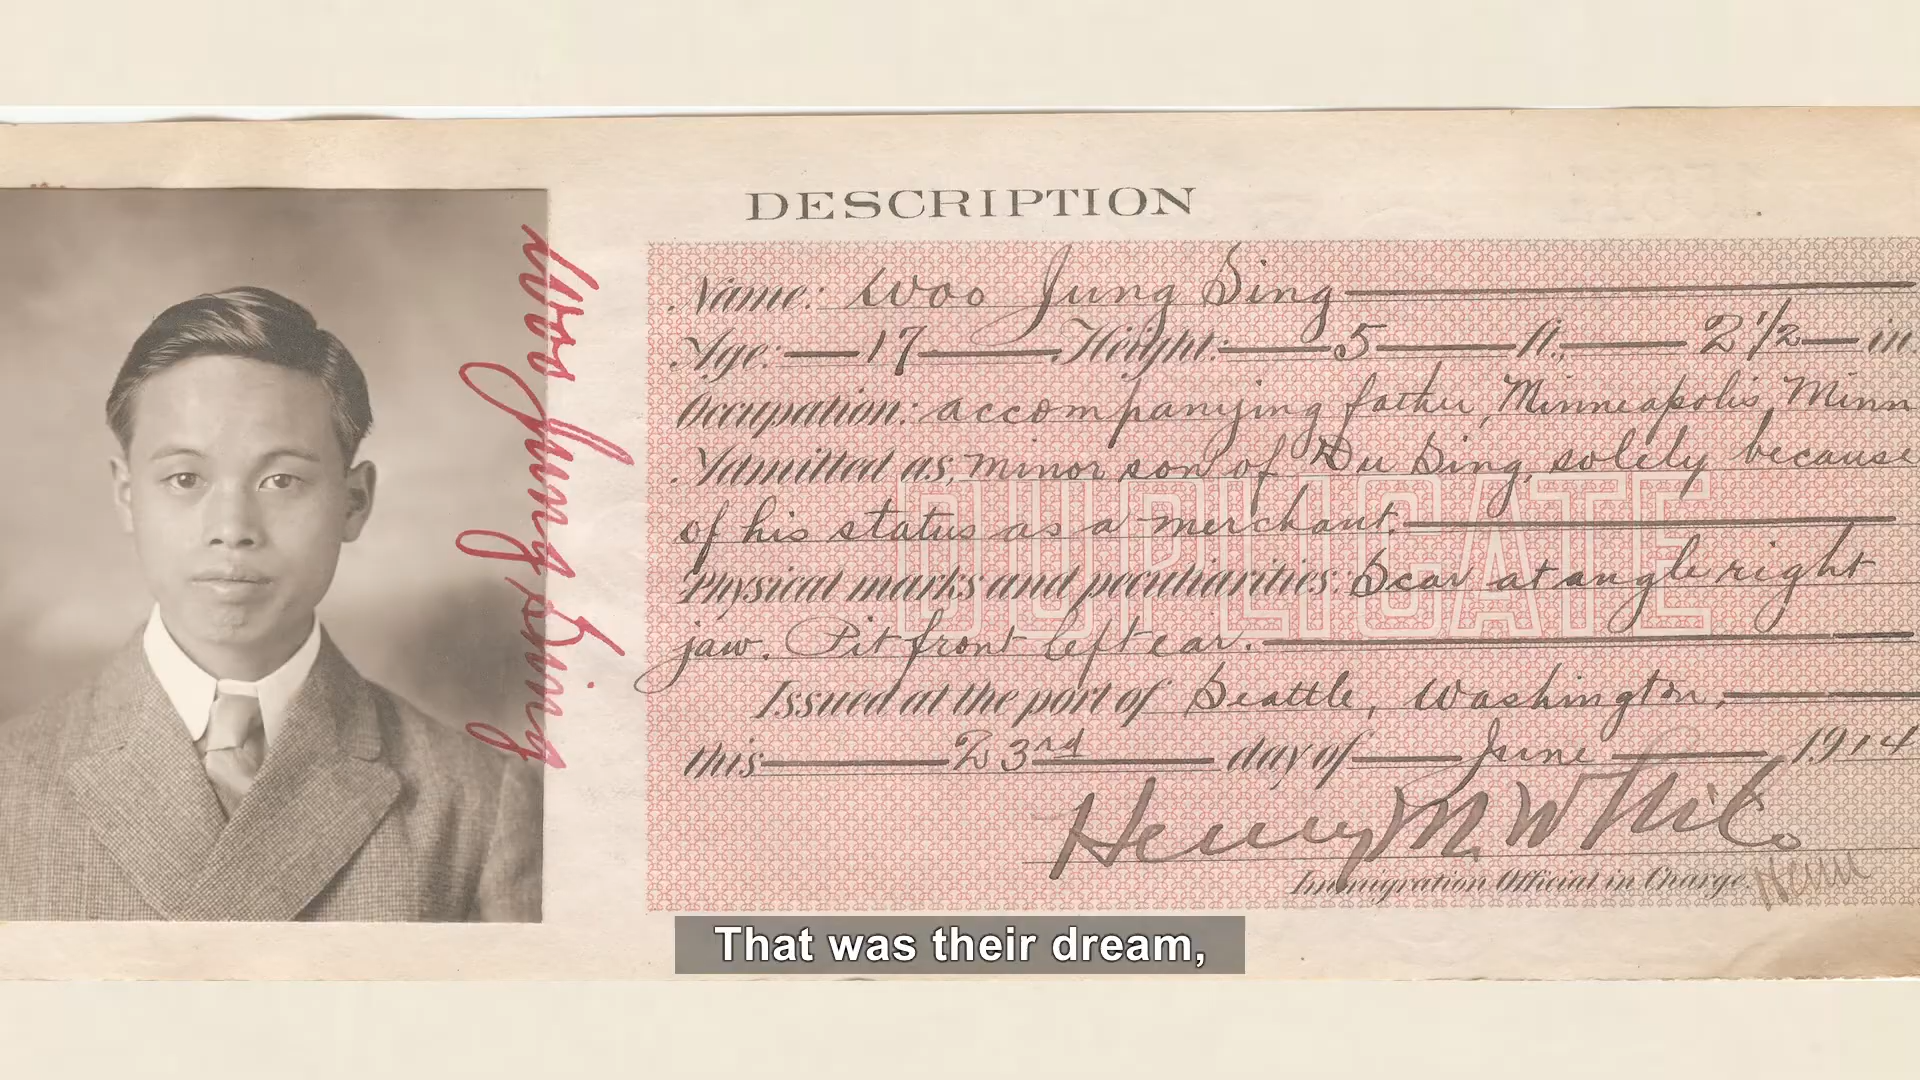 DESCRIPTION
Name: Woo Jung Sing
Age: 17 Height: 5 ft., 2 1/2 in.
Occupation: accompanying father, Minneapolis, Minn
Admitted as, minor son of Du Sing, solely because
of his status as a merchant.
DUPLICATE
Physical marks and peculiarities: Scar at angle right
jaw. Pit front left ear.
Issued at the port of Seattle, Washington,
this 23rd day of June 1914
Henry M. White
Immigration Official in Charge.
Woo Jung Sing
That was their dream,